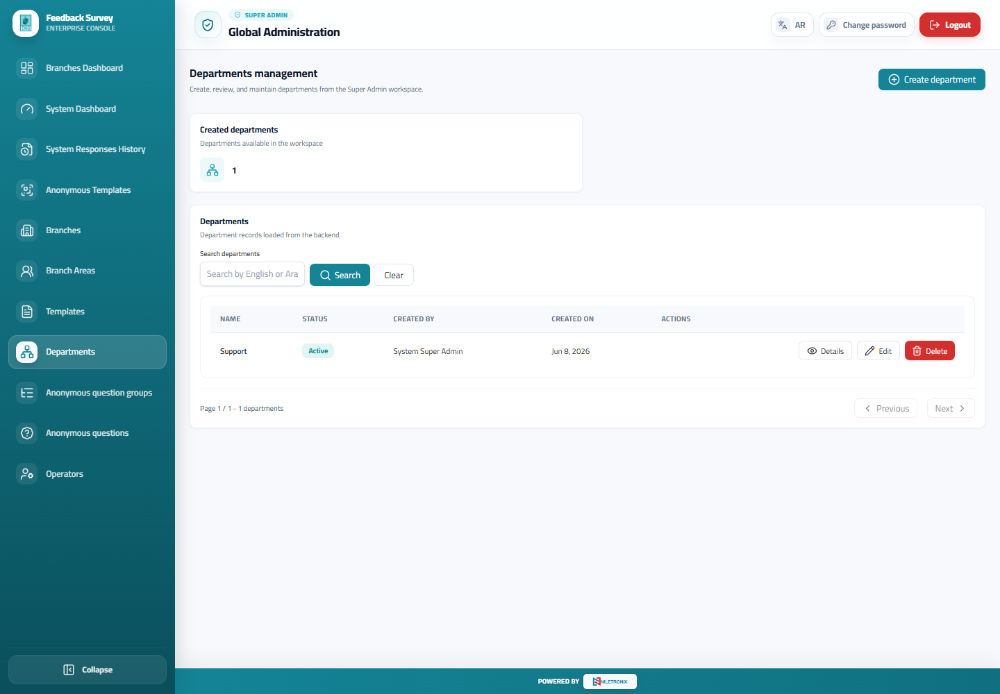 Feedback Survey
ENTERPRISE CONSOLE
Branches Dashboard
System Dashboard
System Responses History
Anonymous Templates
Branches
Branch Areas
Templates
Departments
Anonymous question groups
Anonymous questions
Operators
Collapse
SUPER ADMIN
Global Administration
AR
Change password
Logout
Departments management
Create, review, and maintain departments from the Super Admin workspace.
Create department
Created departments
Departments available in the workspace
1
Departments
Department records loaded from the backend
Search departments
Search by English or Ara
Search
Clear
NAME STATUS CREATED BY CREATED ON ACTIONS
Support Active System Super Admin Jun 8, 2026 Details Edit Delete
Page 1 / 1 - 1 departments
Previous
Next
POWERED BY
NILETRONIX